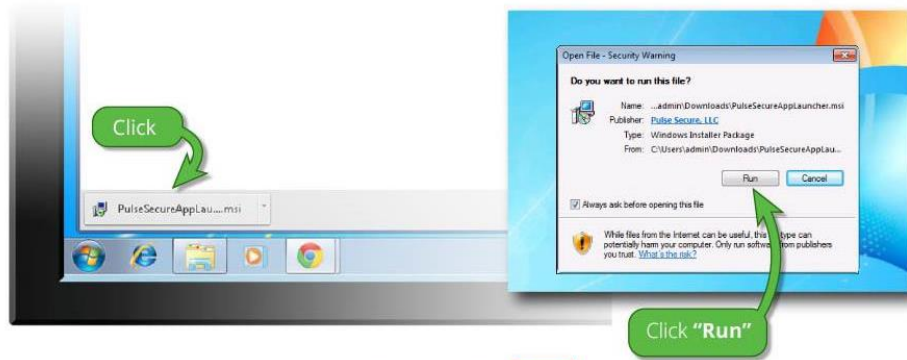 Click
PulseSecureAppLau....msi
Open File - Security Warning
Do you want to run this file?
Name: ...admin\Downloads\PulseSecureAppLauncher.msi
Publisher: Pulse Secure, LLC
Type: Windows Installer Package
From: C:\Users\admin\Downloads\PulseSecureAppLau...
Run Cancel
Always ask before opening this file
While files from the Internet can be useful, this type can
potentially harm your computer. Only run software from publishers
you trust. What's the risk?
Click "Run"